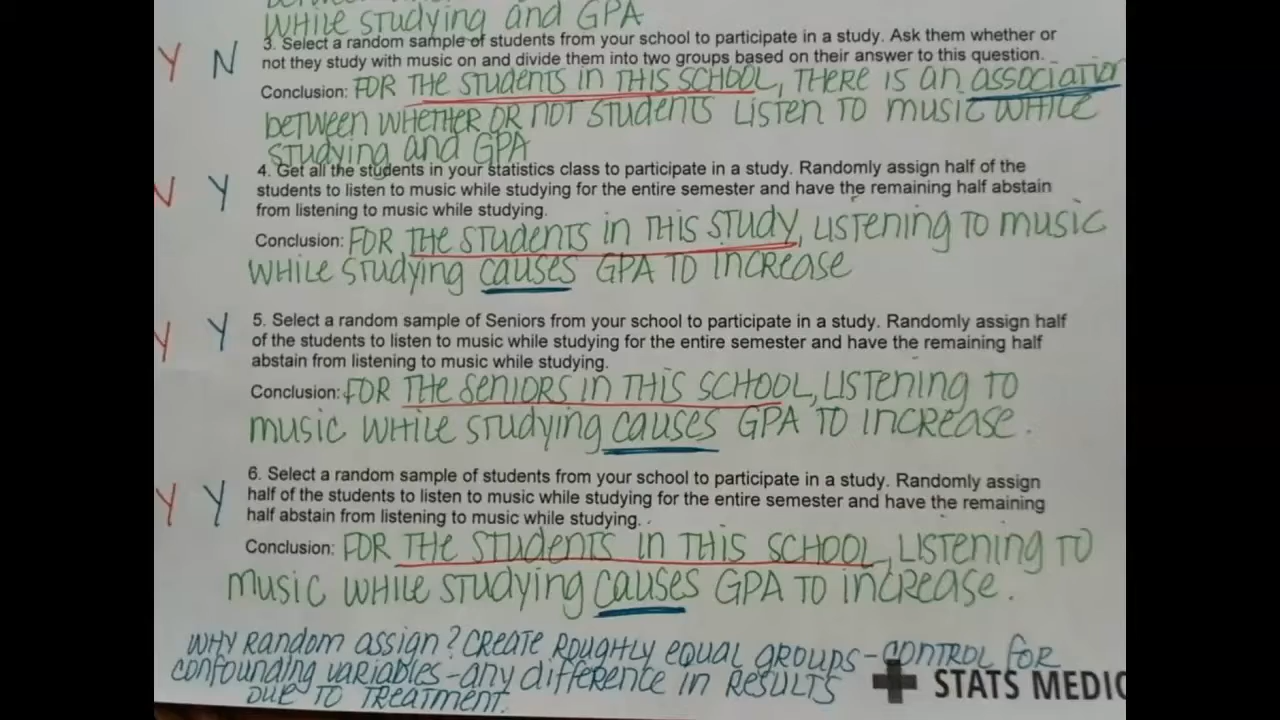 WHILE STUDYING and GPA
Y N 3. Select a random sample of students from your school to participate in a study. Ask them whether or
not they study with music on and divide them into two groups based on their answer to this question.
Conclusion: FOR THE STUDENTS IN THIS SCHOOL, THERE IS an association
between WHETHER OR NOT STUDENTS LISTEN TO MUSIC WHILE
STUDYING and GPA
N Y 4. Get all the students in your statistics class to participate in a study. Randomly assign half of the
students to listen to music while studying for the entire semester and have the remaining half abstain
from listening to music while studying.
Conclusion: FOR THE STUDENTS IN THIS STUDY, LISTENING TO MUSIC
WHILE STUDYING CAUSES GPA TO INCREASE
Y Y 5. Select a random sample of Seniors from your school to participate in a study. Randomly assign half
of the students to listen to music while studying for the entire semester and have the remaining half
abstain from listening to music while studying.
Conclusion: FOR THE SENIORS IN THIS SCHOOL, LISTENING TO
MUSIC WHILE STUDYING CAUSES GPA TO INCREASE.
Y Y 6. Select a random sample of students from your school to participate in a study. Randomly assign
half of the students to listen to music while studying for the entire semester and have the remaining
half abstain from listening to music while studying.
Conclusion: FOR THE STUDENTS IN THIS SCHOOL, LISTENING TO
MUSIC WHILE STUDYING CAUSES GPA TO INCREASE.
WHY RANDOM ASSIGN? CREATE ROUGHLY EQUAL GROUPS - CONTROL FOR
CONFOUNDING VARIABLES - ANY DIFFERENCE IN RESULTS
DUE TO TREATMENT.
STATS MEDIC